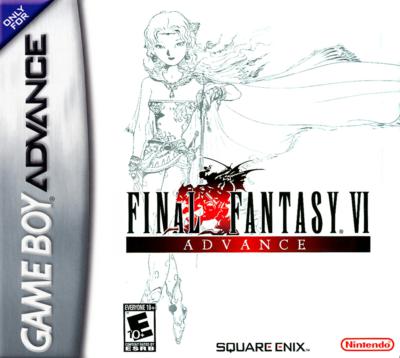 ONLY
FOR
GAME BOY ADVANCE
FINAL FANTASY VI
ADVANCE
EVERYONE 10+
E
10+
ESRB
SQUARE ENIX
Nintendo